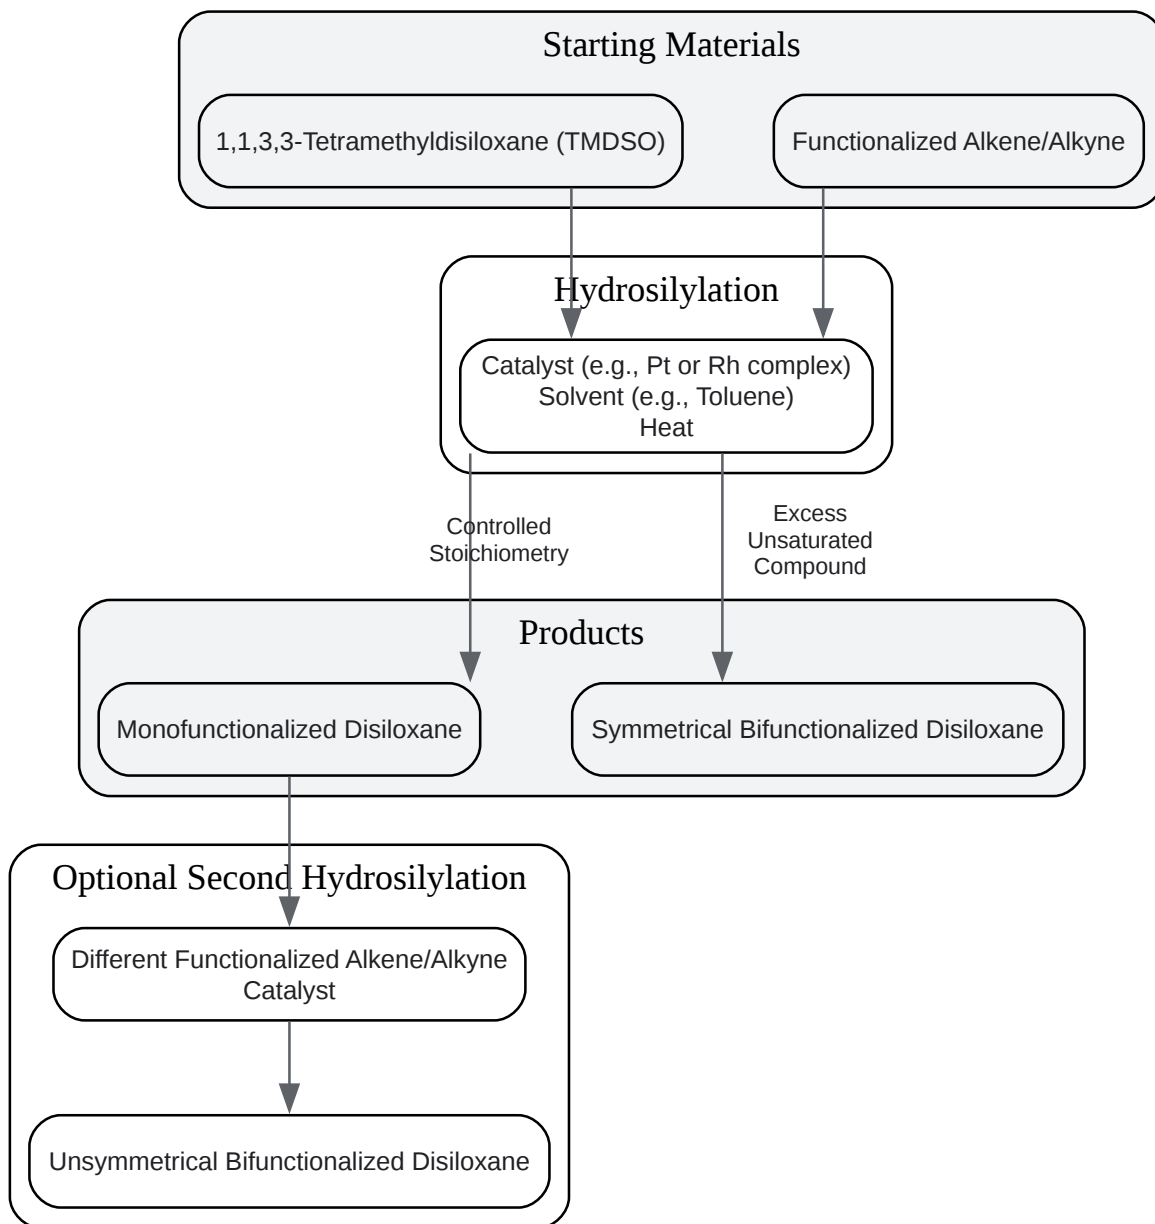 Starting Materials
1,1,3,3-Tetramethyldisiloxane (TMDSO)
Functionalized Alkene/Alkyne
Hydrosilylation
Catalyst (e.g., Pt or Rh complex)
Solvent (e.g., Toluene)
Heat
Controlled
Stoichiometry
Excess
Unsaturated
Compound
Products
Monofunctionalized Disiloxane
Symmetrical Bifunctionalized Disiloxane
Optional Second Hydrosilylation
Different Functionalized Alkene/Alkyne
Catalyst
Unsymmetrical Bifunctionalized Disiloxane